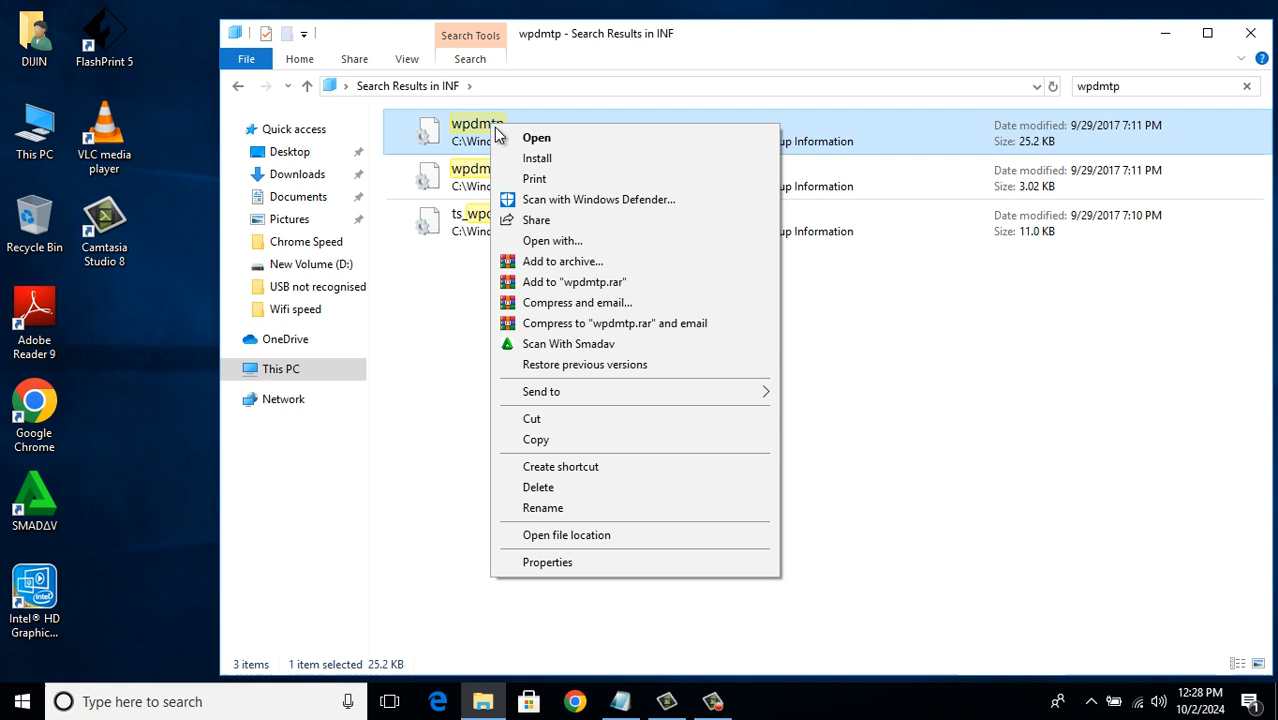 DIJIN
FlashPrint 5
This PC
VLC media
player
Recycle Bin
Camtasia
Studio 8
Adobe
Reader 9
Google
Chrome
SMADΔV
Intel® HD
Graphic...
Search Tools
wpdmtp - Search Results in INF
File
Home
Share
View
Search
Search Results in INF
wpdmtp
Quick access
Desktop
Downloads
Documents
Pictures
Chrome Speed
New Volume (D:)
USB not recognised
Wifi speed
OneDrive
This PC
Network
wpdmtp
C:\Winc
up Information
Date modified: 9/29/2017 7:11 PM
Size: 25.2 KB
wpdm
C:\Winc
up Information
Date modified: 9/29/2017 7:11 PM
Size: 3.02 KB
ts_wpd
C:\Winc
up Information
Date modified: 9/29/2017 7:10 PM
Size: 11.0 KB
Open
Install
Print
Scan with Windows Defender...
Share
Open with...
Add to archive...
Add to "wpdmtp.rar"
Compress and email...
Compress to "wpdmtp.rar" and email
Scan With Smadav
Restore previous versions
Send to
Cut
Copy
Create shortcut
Delete
Rename
Open file location
Properties
3 items
1 item selected 25.2 KB
Type here to search
12:28 PM
10/2/2024
1